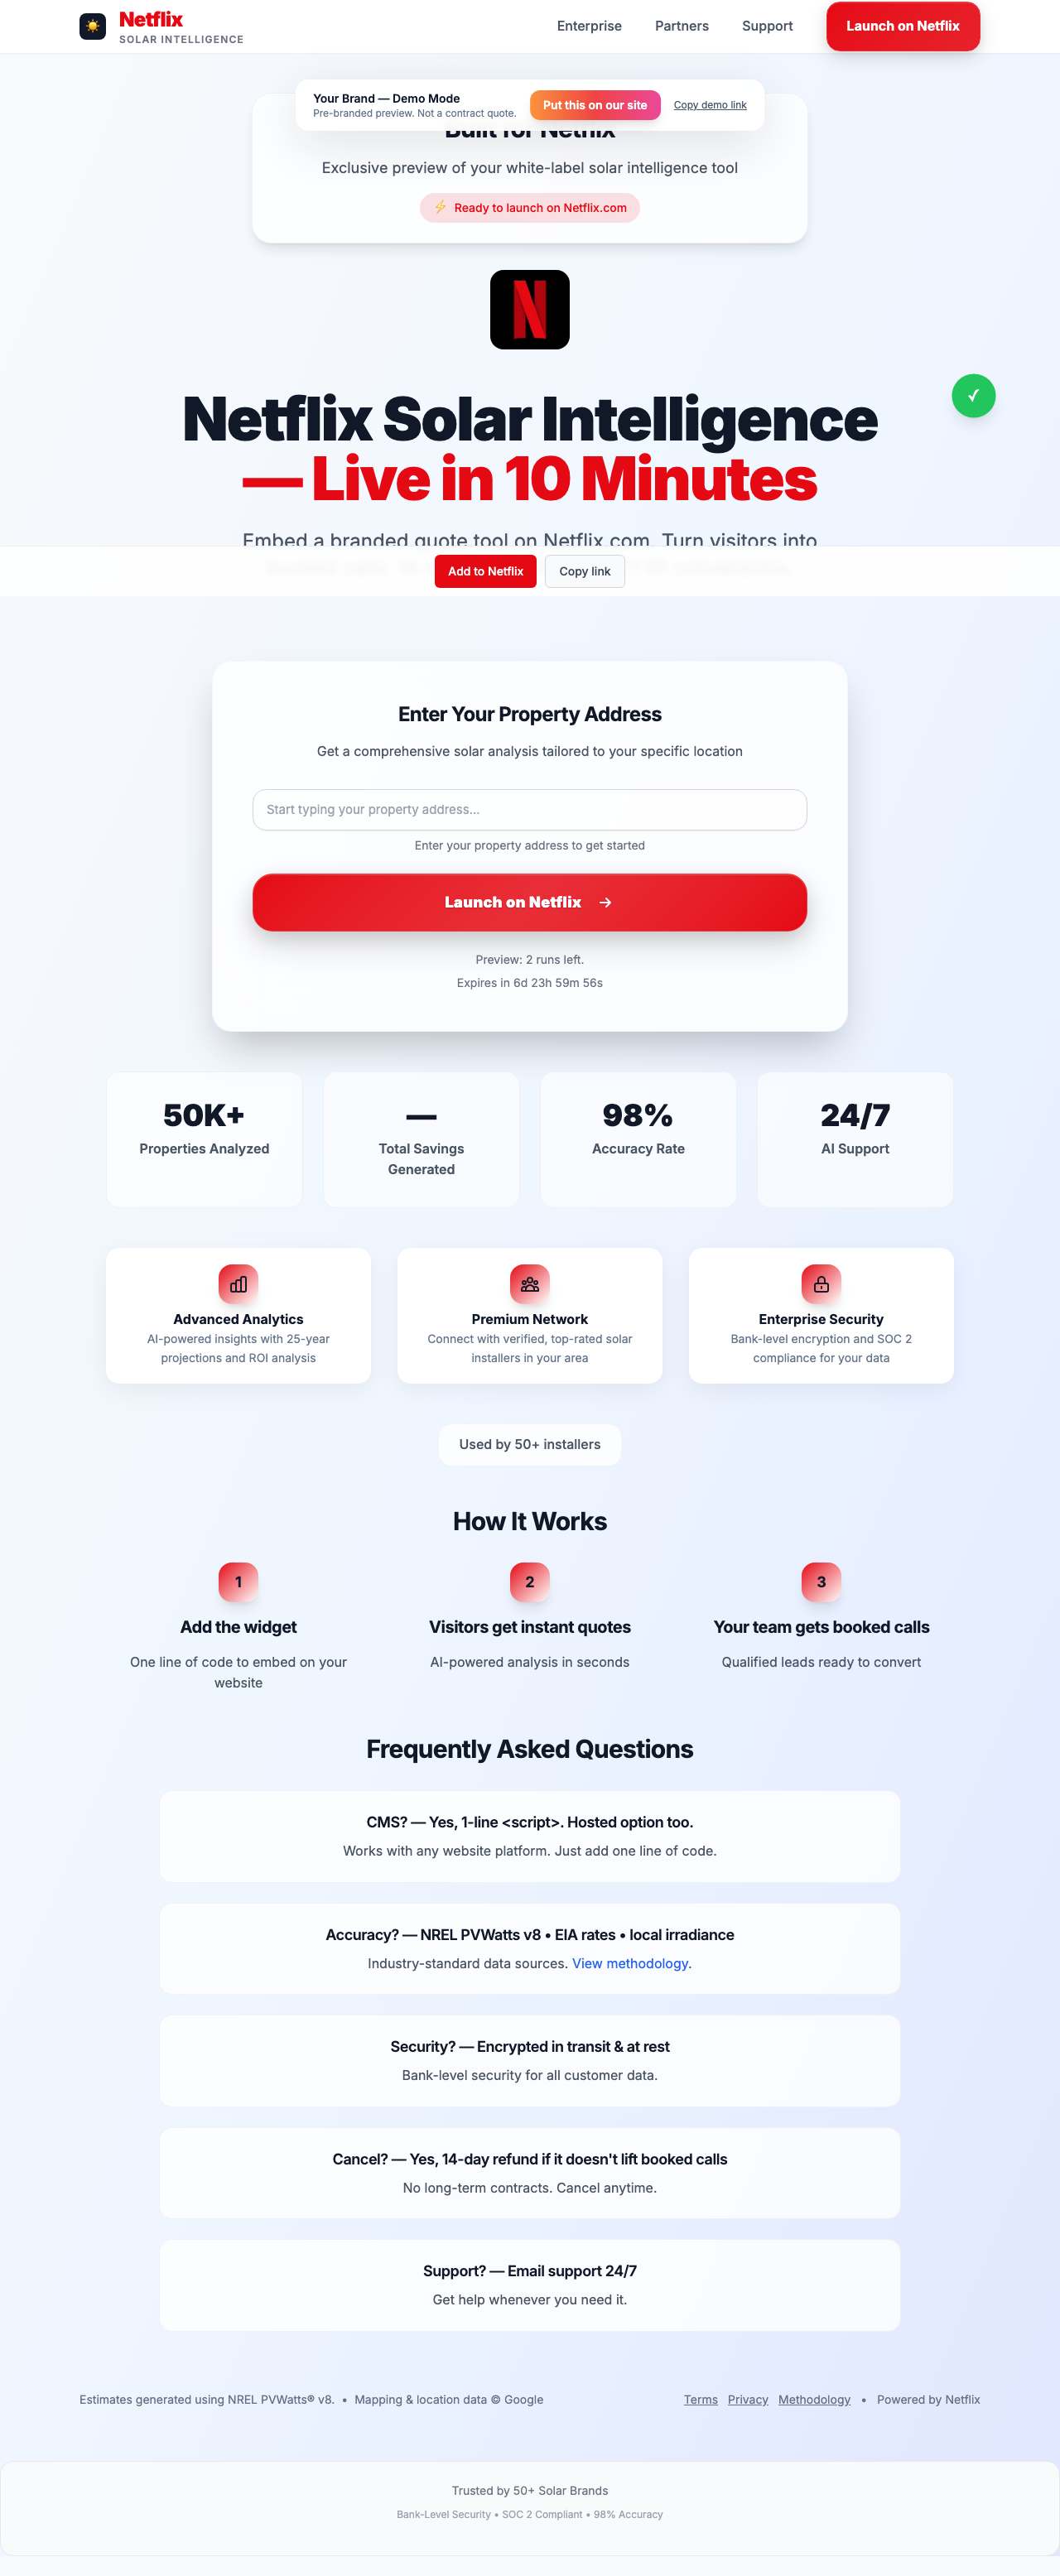 Netflix
SOLAR INTELLIGENCE
Enterprise
Partners
Support
Launch on Netflix
Your Brand — Demo Mode
Pre-branded preview. Not a contract quote.
Put this on our site
Copy demo link
Built for Netflix
Exclusive preview of your white-label solar intelligence tool
⚡ Ready to launch on Netflix.com
N
Netflix Solar Intelligence
— Live in 10 Minutes
Embed a branded quote tool on Netflix.com. Turn visitors into
Add to Netflix
Copy link
Enter Your Property Address
Get a comprehensive solar analysis tailored to your specific location
Start typing your property address...
Enter your property address to get started
Launch on Netflix →
Preview: 2 runs left.
Expires in 6d 23h 59m 56s
50K+
Properties Analyzed
—
Total Savings
Generated
98%
Accuracy Rate
24/7
AI Support
Advanced Analytics
AI-powered insights with 25-year
projections and ROI analysis
Premium Network
Connect with verified, top-rated solar
installers in your area
Enterprise Security
Bank-level encryption and SOC 2
compliance for your data
Used by 50+ installers
How It Works
1
Add the widget
One line of code to embed on your
website
2
Visitors get instant quotes
AI-powered analysis in seconds
3
Your team gets booked calls
Qualified leads ready to convert
Frequently Asked Questions
CMS? — Yes, 1-line <script>. Hosted option too.
Works with any website platform. Just add one line of code.
Accuracy? — NREL PVWatts v8 • EIA rates • local irradiance
Industry-standard data sources. View methodology.
Security? — Encrypted in transit & at rest
Bank-level security for all customer data.
Cancel? — Yes, 14-day refund if it doesn't lift booked calls
No long-term contracts. Cancel anytime.
Support? — Email support 24/7
Get help whenever you need it.
Estimates generated using NREL PVWatts® v8. • Mapping & location data © Google
Terms Privacy Methodology • Powered by Netflix
Trusted by 50+ Solar Brands
Bank-Level Security • SOC 2 Compliant • 98% Accuracy